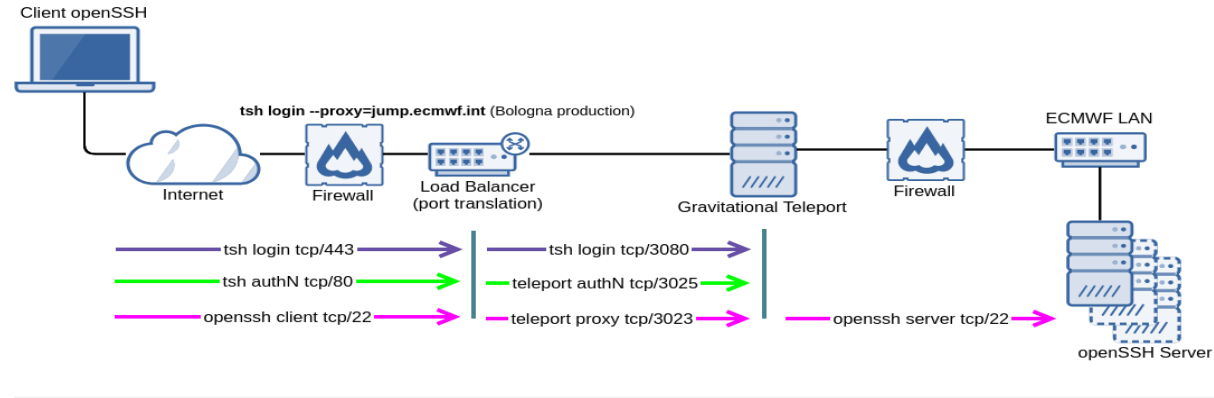 Client openSSH
tsh login --proxy=jump.ecmwf.int (Bologna production)
ECMWF LAN
Internet
Firewall
Load Balancer
(port translation)
Gravitational Teleport
Firewall
tsh login tcp/443
tsh login tcp/3080
tsh authN tcp/80
teleport authN tcp/3025
openssh client tcp/22
teleport proxy tcp/3023
openssh server tcp/22
openSSH Server